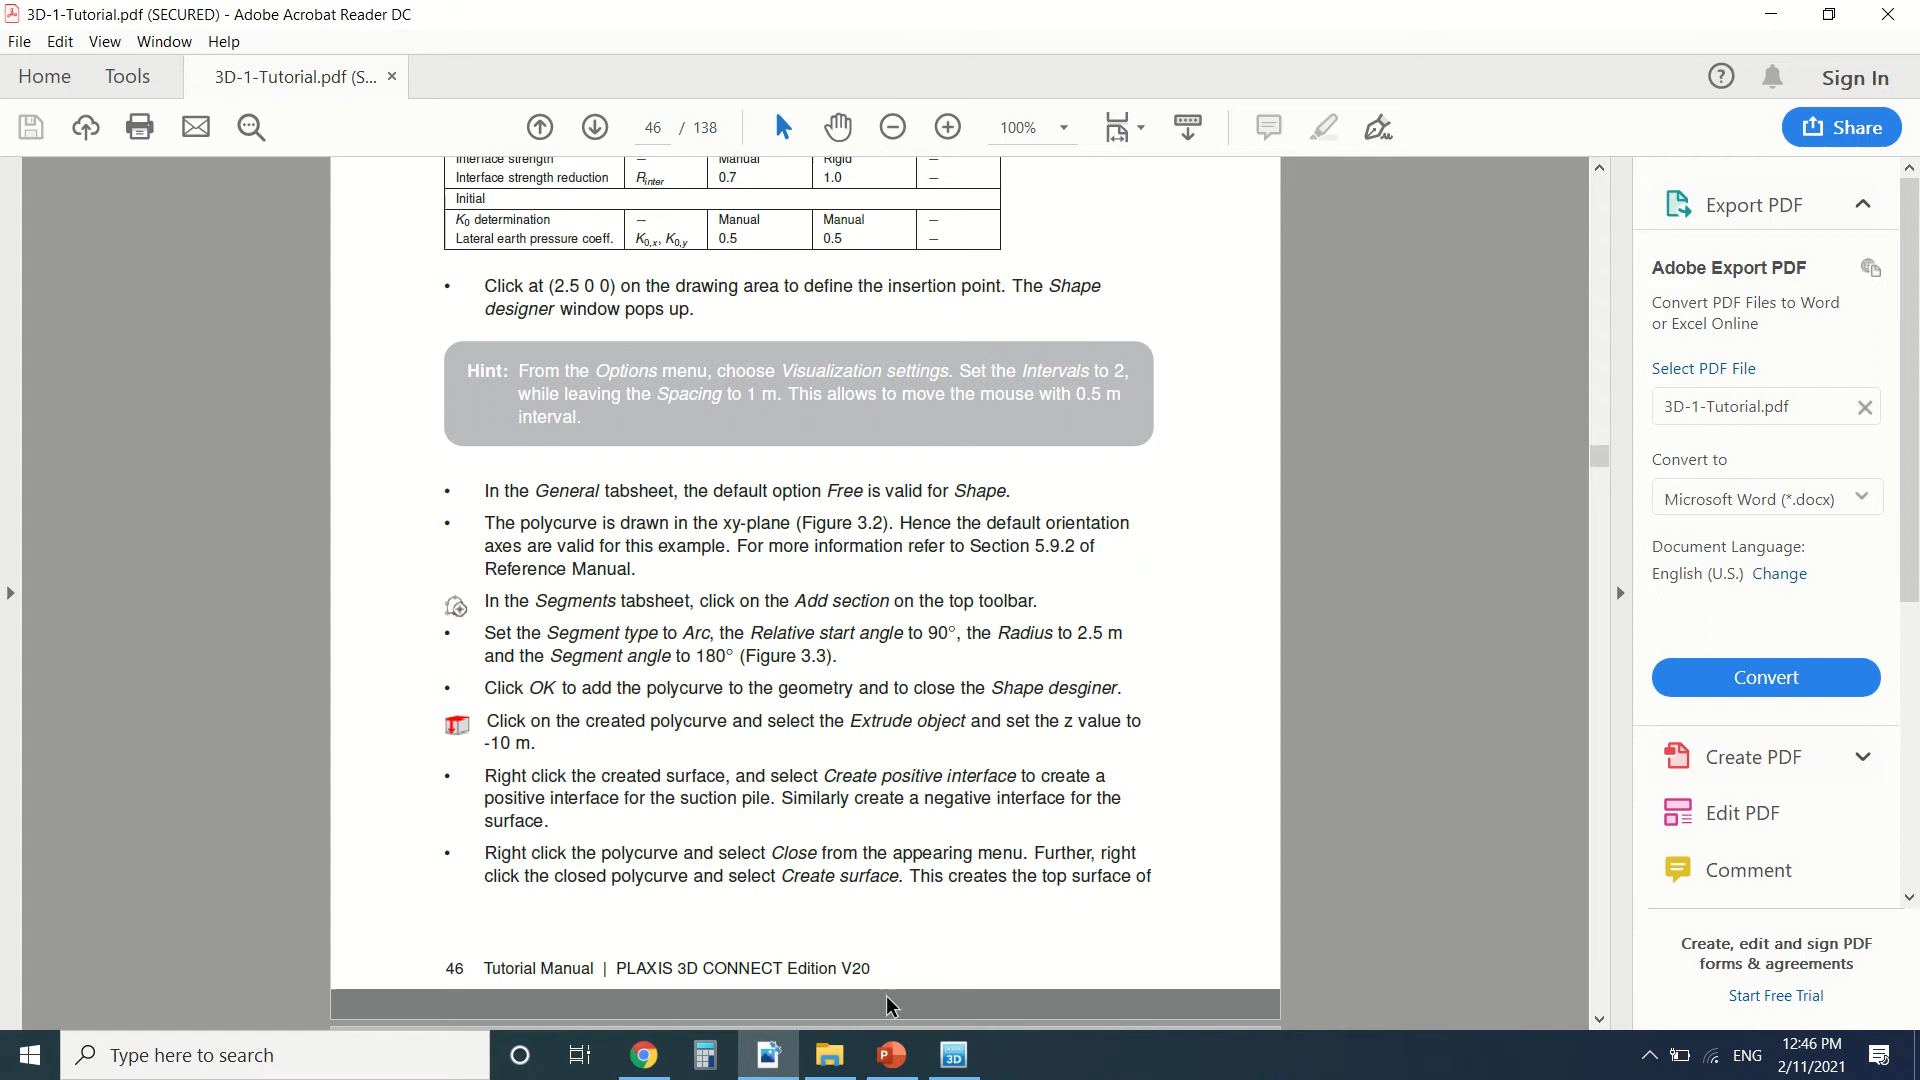 3D-1-Tutorial.pdf (SECURED) - Adobe Acrobat Reader DC
File Edit View Window Help
Home Tools 3D-1-Tutorial.pdf (S... × Sign In
46 / 138 100% Share
Interface strength – Manual Rigid –
Interface strength reduction Rinter 0.7 1.0 –
Initial
K0 determination – Manual Manual –
Lateral earth pressure coeff. K0,x, K0,y 0.5 0.5 –
• Click at (2.5 0 0) on the drawing area to define the insertion point. The Shape
designer window pops up.
Hint: From the Options menu, choose Visualization settings. Set the Intervals to 2,
while leaving the Spacing to 1 m. This allows to move the mouse with 0.5 m
interval.
• In the General tabsheet, the default option Free is valid for Shape.
• The polycurve is drawn in the xy-plane (Figure 3.2). Hence the default orientation
axes are valid for this example. For more information refer to Section 5.9.2 of
Reference Manual.
In the Segments tabsheet, click on the Add section on the top toolbar.
• Set the Segment type to Arc, the Relative start angle to 90°, the Radius to 2.5 m
and the Segment angle to 180° (Figure 3.3).
• Click OK to add the polycurve to the geometry and to close the Shape desginer.
Click on the created polycurve and select the Extrude object and set the z value to
-10 m.
• Right click the created surface, and select Create positive interface to create a
positive interface for the suction pile. Similarly create a negative interface for the
surface.
• Right click the polycurve and select Close from the appearing menu. Further, right
click the closed polycurve and select Create surface. This creates the top surface of
46 Tutorial Manual | PLAXIS 3D CONNECT Edition V20
Export PDF
Adobe Export PDF
Convert PDF Files to Word
or Excel Online
Select PDF File
3D-1-Tutorial.pdf
Convert to
Microsoft Word (*.docx)
Document Language:
English (U.S.) Change
Convert
Create PDF
Edit PDF
Comment
Create, edit and sign PDF
forms & agreements
Start Free Trial
Type here to search
3D
ENG
12:46 PM
2/11/2021